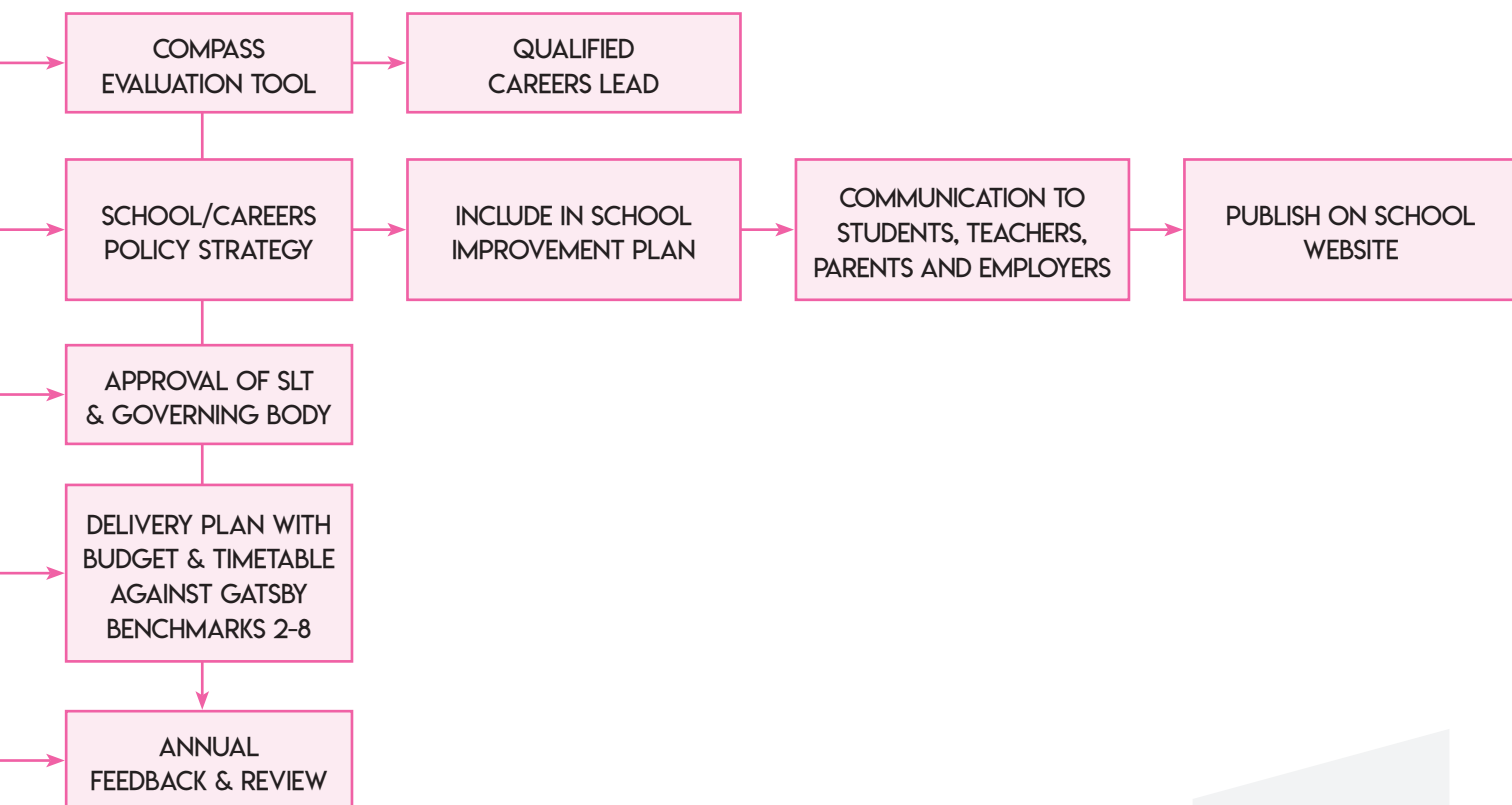 COMPASS
EVALUATION TOOL
QUALIFIED
CAREERS LEAD
SCHOOL/CAREERS
POLICY STRATEGY
INCLUDE IN SCHOOL
IMPROVEMENT PLAN
COMMUNICATION TO
STUDENTS, TEACHERS,
PARENTS AND EMPLOYERS
PUBLISH ON SCHOOL
WEBSITE
APPROVAL OF SLT
& GOVERNING BODY
DELIVERY PLAN WITH
BUDGET & TIMETABLE
AGAINST GATSBY
BENCHMARKS 2-8
ANNUAL
FEEDBACK & REVIEW